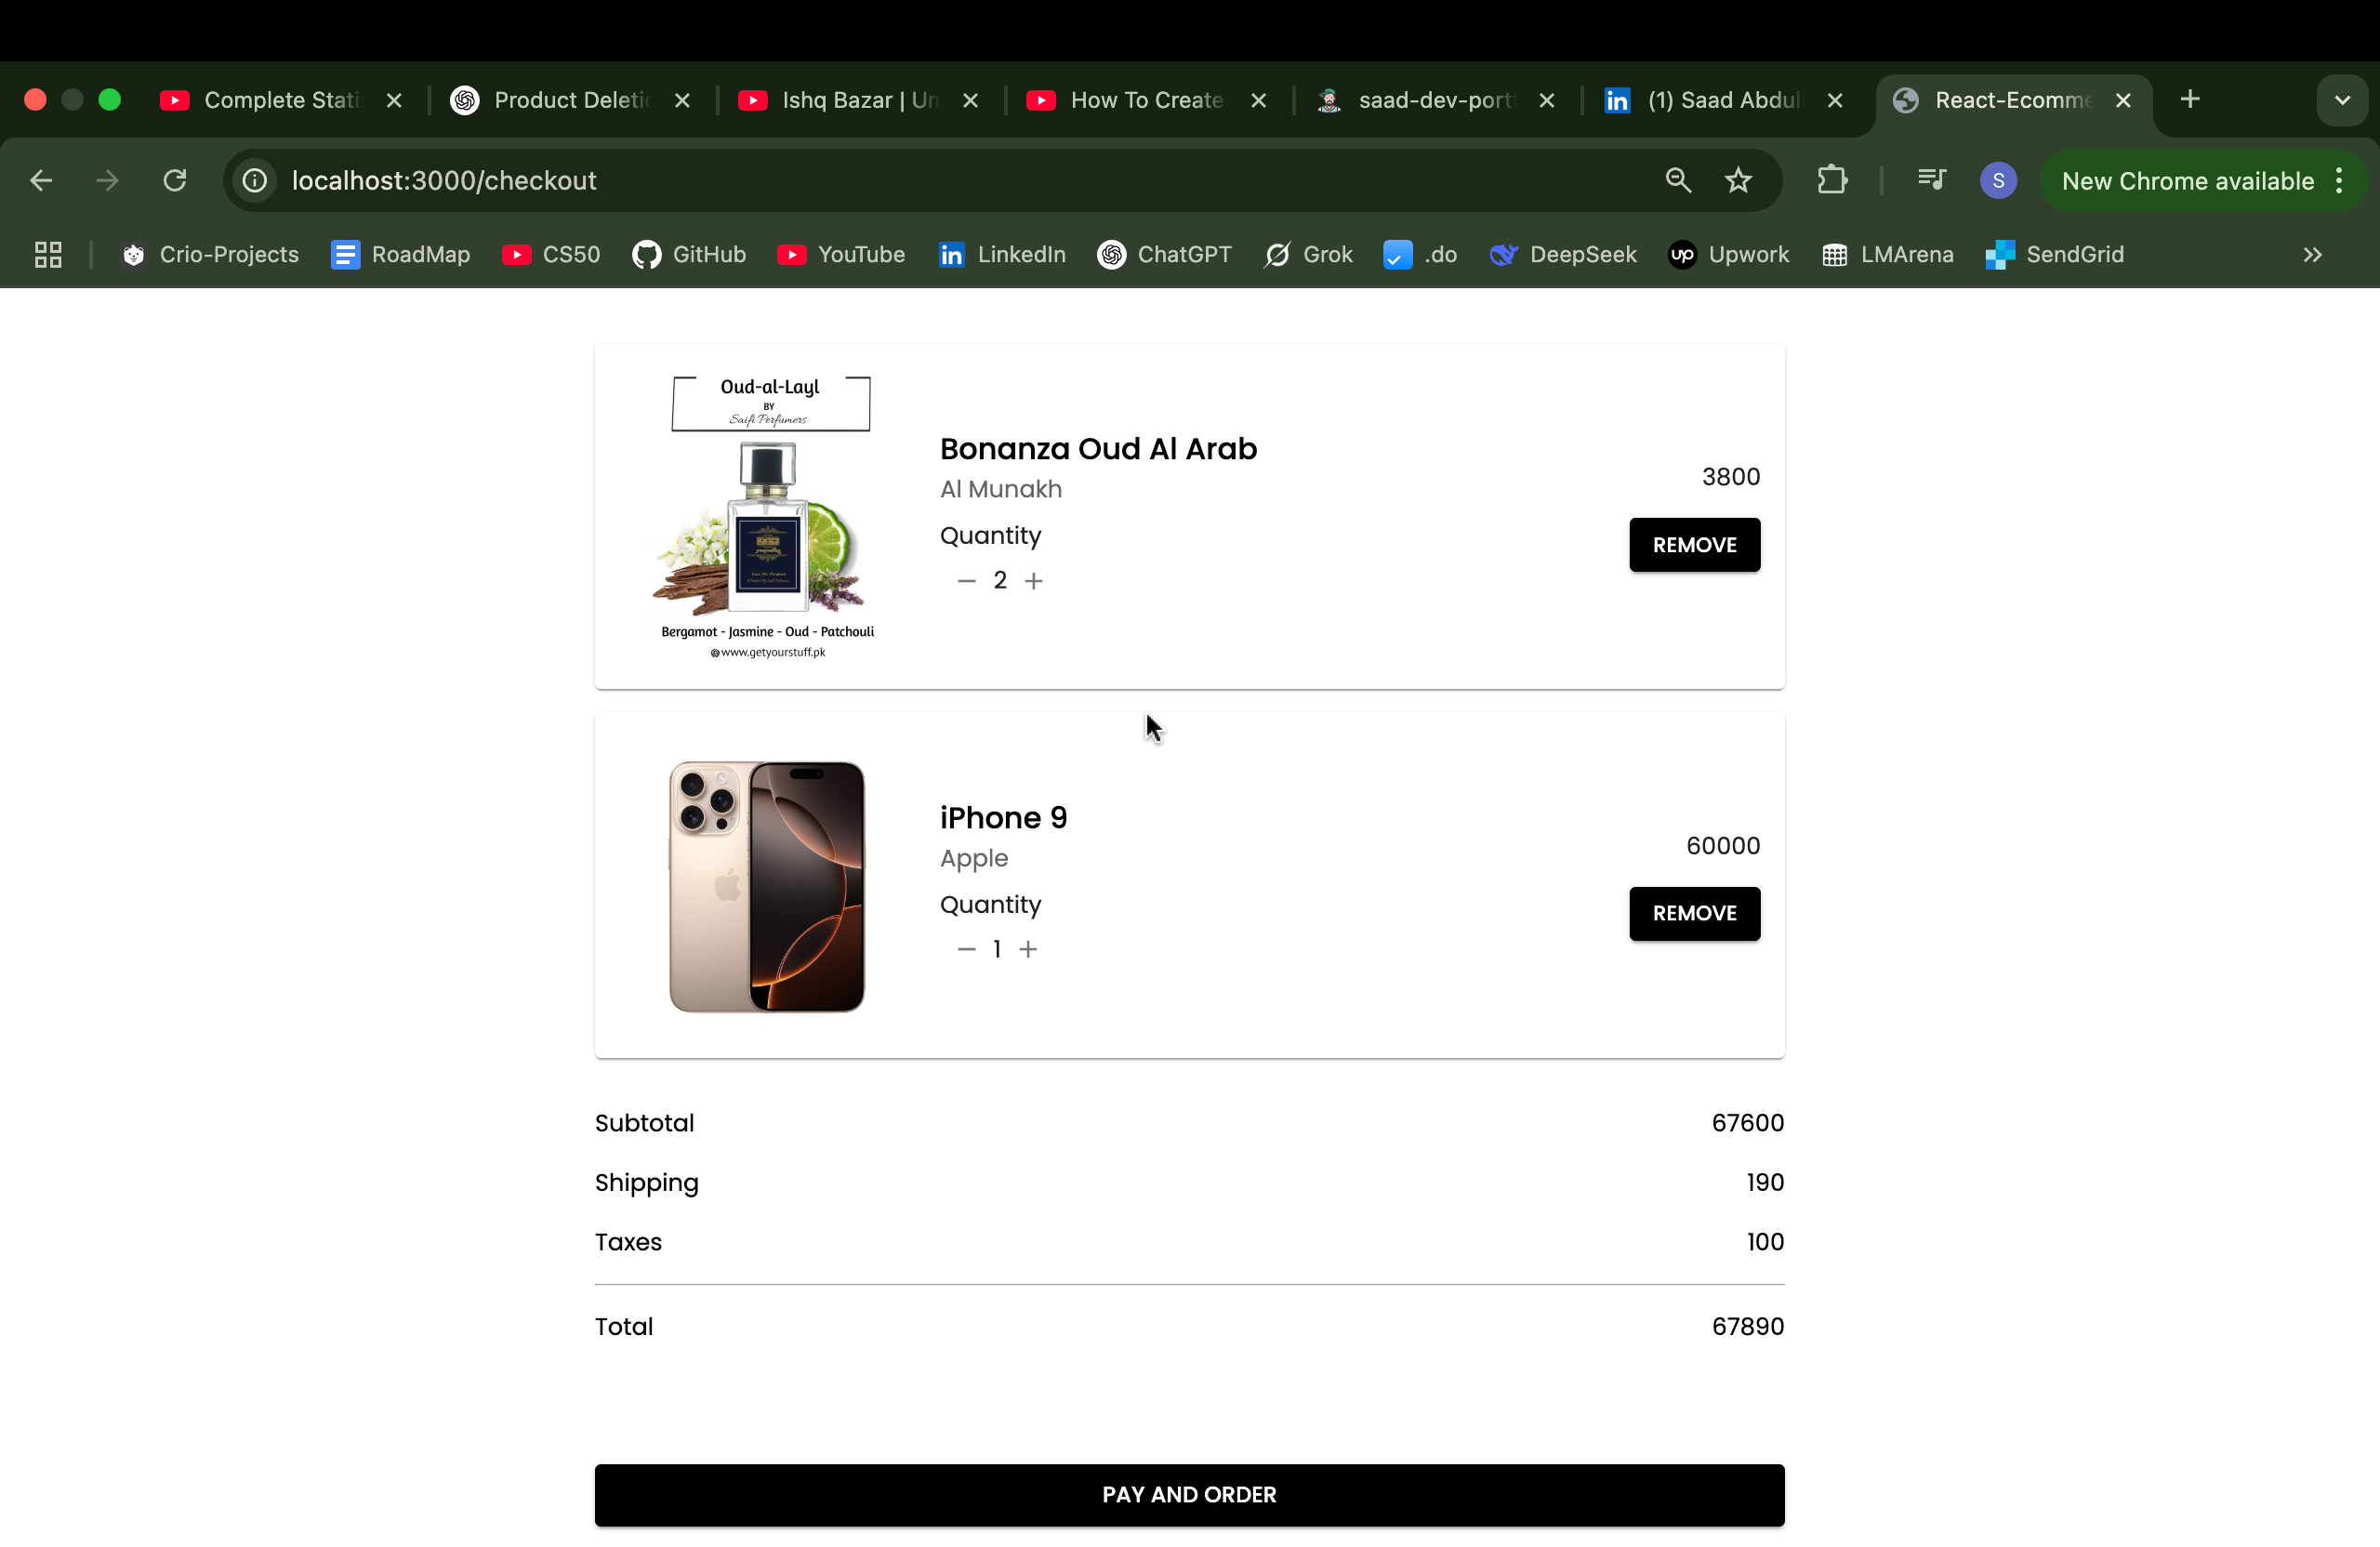 Complete Stati
Product Deletic
Ishq Bazar | Un
How To Create
saad-dev-port
(1) Saad Abdul
React-Ecomme
localhost:3000/checkout
S
New Chrome available
Crio-Projects
RoadMap
CS50
GitHub
YouTube
LinkedIn
ChatGPT
Grok
.do
DeepSeek
up
Upwork
LMArena
SendGrid
Oud-al-Layl
BY
Saifi Perfumers
Bergamot - Jasmine - Oud - Patchouli
www.getyourstuff.pk
Bonanza Oud Al Arab
Al Munakh
Quantity
2
3800
REMOVE
iPhone 9
Apple
Quantity
1
60000
REMOVE
Subtotal 67600
Shipping 190
Taxes 100
Total 67890
PAY AND ORDER